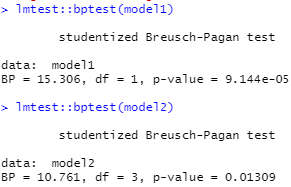 > lmtest::bptest(model1)
studentized Breusch-Pagan test
data:  model1
BP = 15.306, df = 1, p-value = 9.144e-05
> lmtest::bptest(model2)
studentized Breusch-Pagan test
data:  model2
BP = 10.761, df = 3, p-value = 0.01309